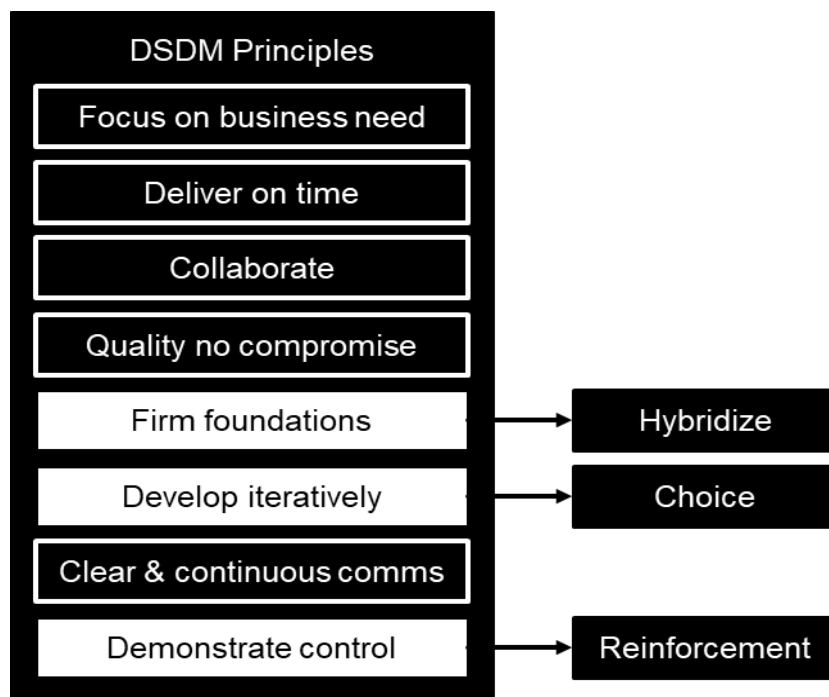 DSDM Principles
Focus on business need
Deliver on time
Collaborate
Quality no compromise
Firm foundations
Hybridize
Develop iteratively
Choice
Clear & continuous comms
Demonstrate control
Reinforcement